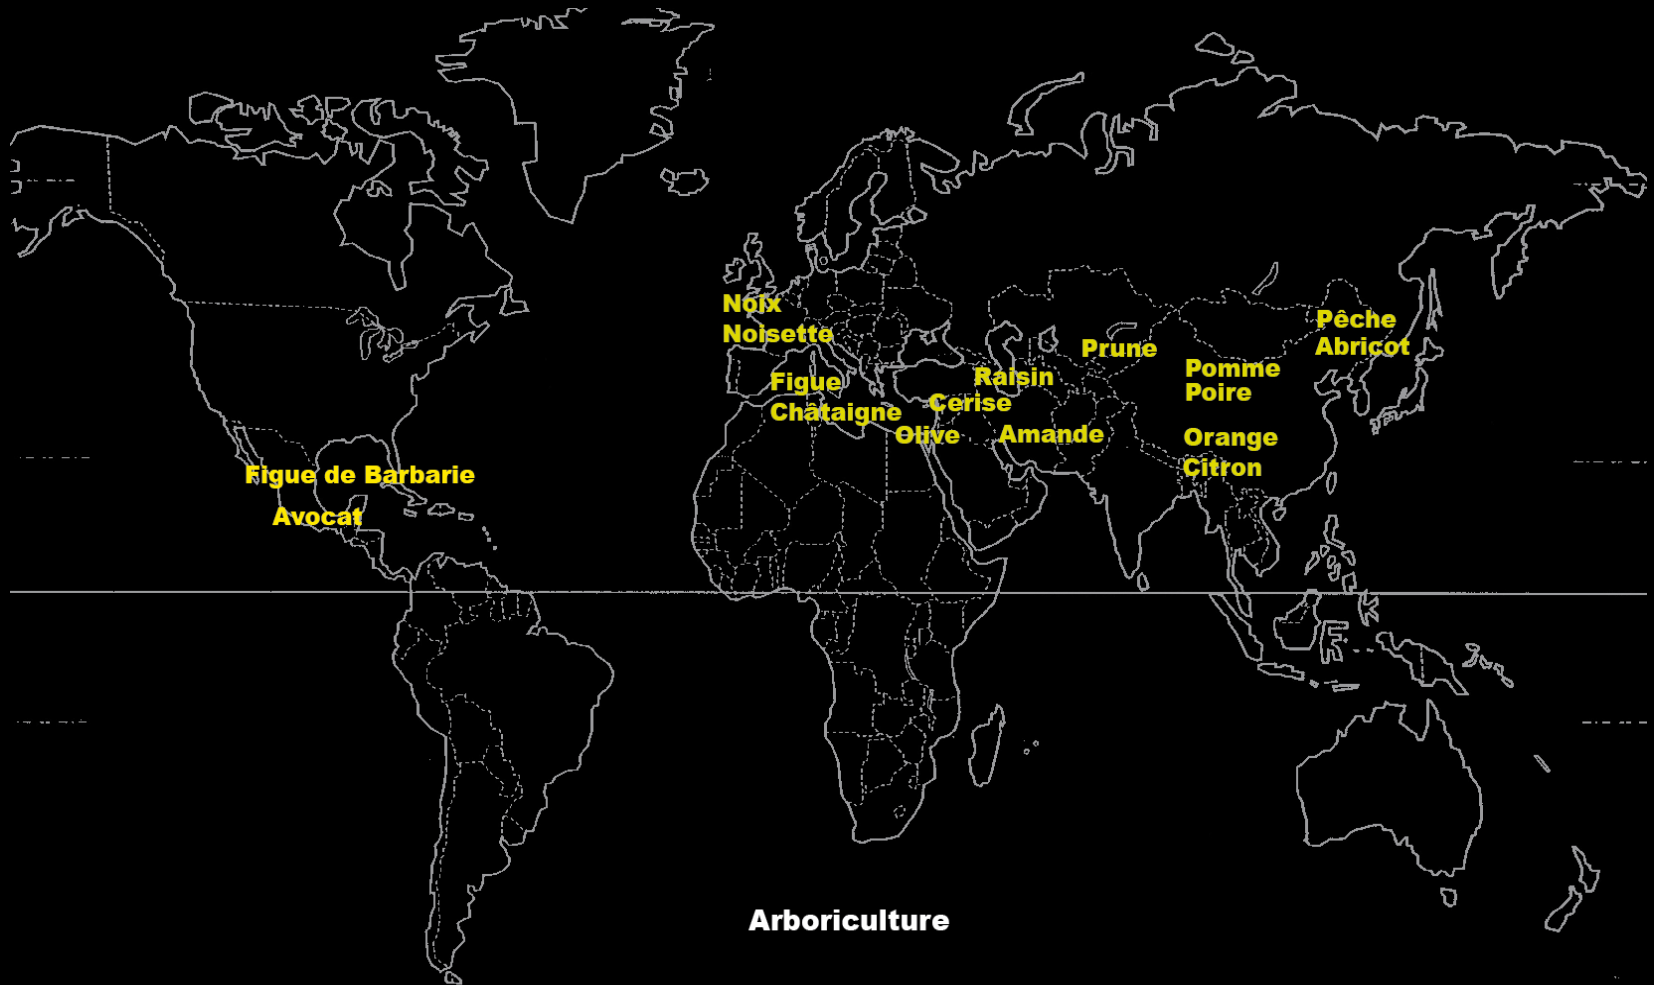 Noix
Noisette
Pêche
Abricot
Prune
Pomme
Poire
Raisin
Figue
Cerise
Châtaigne
Olive
Amande
Orange
Citron
Figue de Barbarie
Avocat
Arboriculture